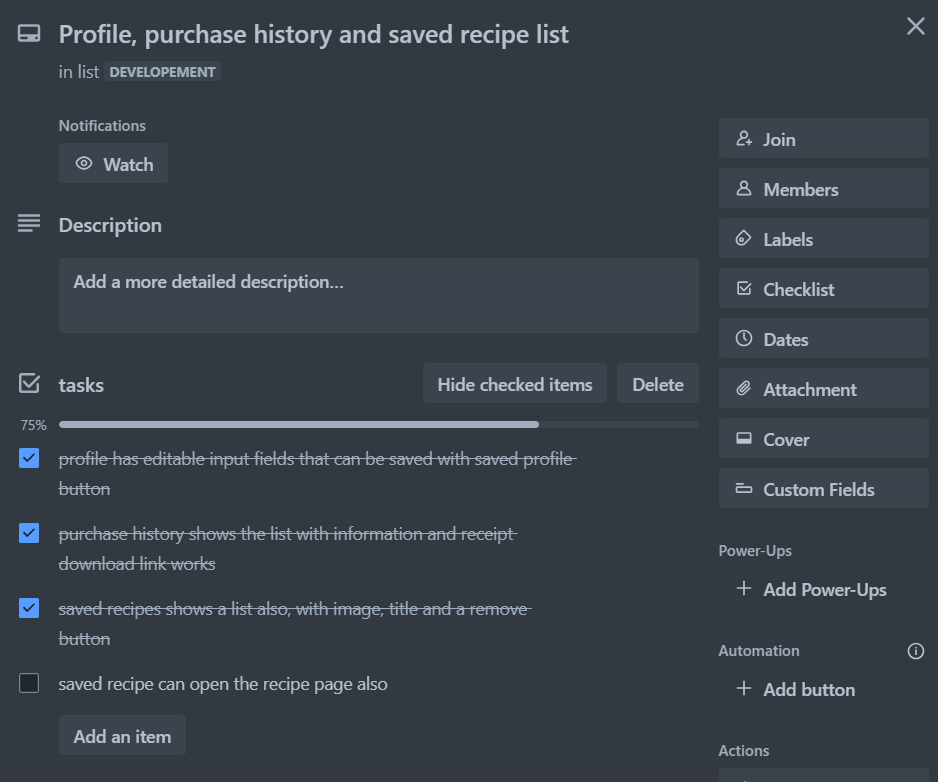 Profile, purchase history and saved recipe list
in list DEVELOPEMENT
Notifications
Watch
Description
Add a more detailed description...
tasks
Hide checked items
Delete
75%
profile has editable input fields that can be saved with saved profile
button
purchase history shows the list with information and receipt
download link works
saved recipes shows a list also, with image, title and a remove
button
saved recipe can open the recipe page also
Add an item
Join
Members
Labels
Checklist
Dates
Attachment
Cover
Custom Fields
Power-Ups
Add Power-Ups
Automation
Add button
Actions